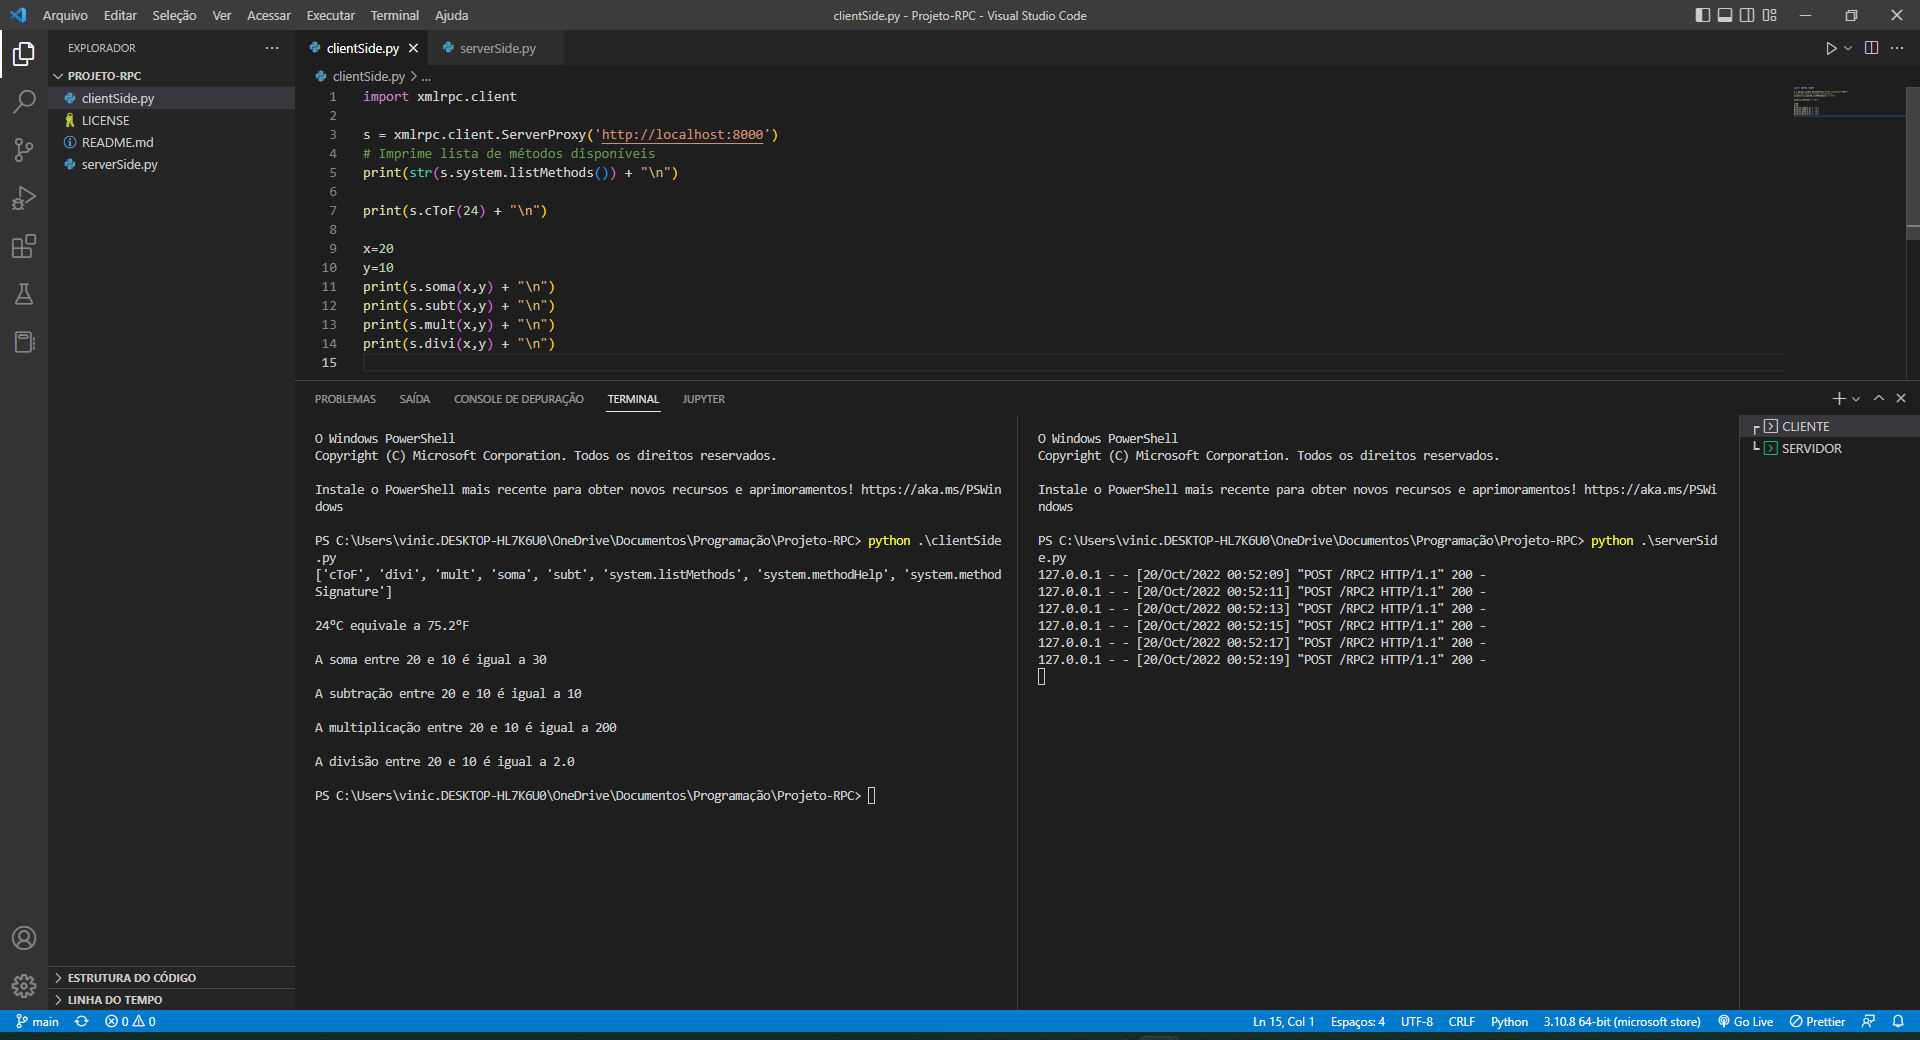 Arquivo Editar Seleção Ver Acessar Executar Terminal Ajuda
clientSide.py - Projeto-RPC - Visual Studio Code
EXPLORADOR
PROJETO-RPC
clientSide.py
LICENSE
README.md
serverSide.py
ESTRUTURA DO CÓDIGO
LINHA DO TEMPO
clientSide.py serverSide.py
clientSide.py > ...
1 import xmlrpc.client
2
3 s = xmlrpc.client.ServerProxy('http://localhost:8000')
4 # Imprime lista de métodos disponíveis
5 print(str(s.system.listMethods()) + "\n")
6
7 print(s.cToF(24) + "\n")
8
9 x=20
10 y=10
11 print(s.soma(x,y) + "\n")
12 print(s.subt(x,y) + "\n")
13 print(s.mult(x,y) + "\n")
14 print(s.divi(x,y) + "\n")
15
PROBLEMAS SAÍDA CONSOLE DE DEPURAÇÃO TERMINAL JUPYTER
O Windows PowerShell
Copyright (C) Microsoft Corporation. Todos os direitos reservados.
Instale o PowerShell mais recente para obter novos recursos e aprimoramentos! https://aka.ms/PSWin
dows
PS C:\Users\vinic.DESKTOP-HL7K6U0\OneDrive\Documentos\Programação\Projeto-RPC> python .\clientSide
.py
['cToF', 'divi', 'mult', 'soma', 'subt', 'system.listMethods', 'system.methodHelp', 'system.method
Signature']
24ºC equivale a 75.2ºF
A soma entre 20 e 10 é igual a 30
A subtração entre 20 e 10 é igual a 10
A multiplicação entre 20 e 10 é igual a 200
A divisão entre 20 e 10 é igual a 2.0
PS C:\Users\vinic.DESKTOP-HL7K6U0\OneDrive\Documentos\Programação\Projeto-RPC>
O Windows PowerShell
Copyright (C) Microsoft Corporation. Todos os direitos reservados.
Instale o PowerShell mais recente para obter novos recursos e aprimoramentos! https://aka.ms/PSWi
ndows
PS C:\Users\vinic.DESKTOP-HL7K6U0\OneDrive\Documentos\Programação\Projeto-RPC> python .\serverSid
e.py
127.0.0.1 - - [20/Oct/2022 00:52:09] "POST /RPC2 HTTP/1.1" 200 -
127.0.0.1 - - [20/Oct/2022 00:52:11] "POST /RPC2 HTTP/1.1" 200 -
127.0.0.1 - - [20/Oct/2022 00:52:13] "POST /RPC2 HTTP/1.1" 200 -
127.0.0.1 - - [20/Oct/2022 00:52:15] "POST /RPC2 HTTP/1.1" 200 -
127.0.0.1 - - [20/Oct/2022 00:52:17] "POST /RPC2 HTTP/1.1" 200 -
127.0.0.1 - - [20/Oct/2022 00:52:19] "POST /RPC2 HTTP/1.1" 200 -
CLIENTE
SERVIDOR
main 0 0 Ln 15, Col 1 Espaços: 4 UTF-8 CRLF Python 3.10.8 64-bit (microsoft store) Go Live Prettier